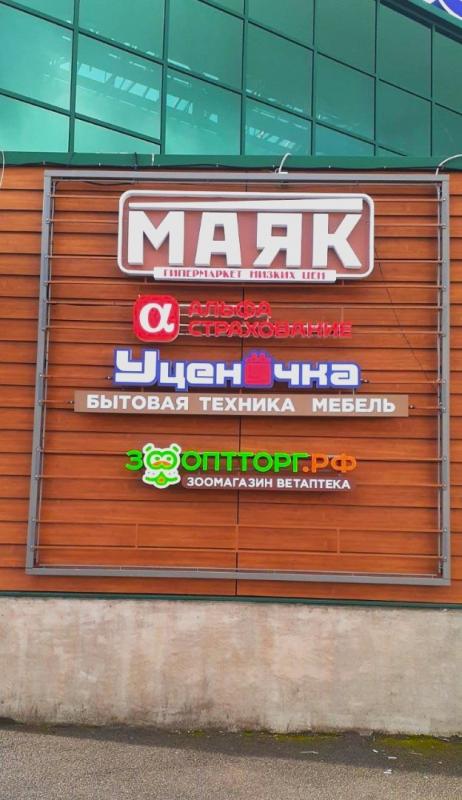 МАЯК
ГИПЕРМАРКЕТ НИЗКИХ ЦЕН
α АЛЬФА
СТРАХОВАНИЕ
Уценочка
БЫТОВАЯ ТЕХНИКА МЕБЕЛЬ
ЗООПТТОРГ.РФ
ЗООМАГАЗИН ВЕТАПТЕКА